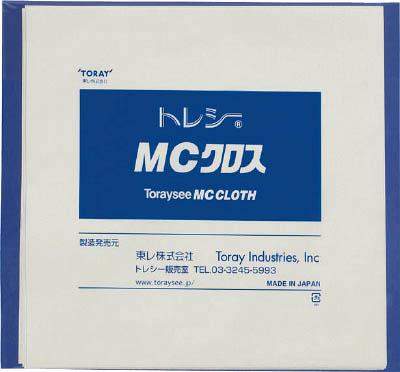 'TORAY'
東レ株式会社
トレシー®
MCクロス
Toraysee MC CLOTH
製造発売元
東レ株式会社 Toray Industries, Inc
トレシー販売室 TEL.03-3245-5993
www.toraysee.jp/ MADE IN JAPAN